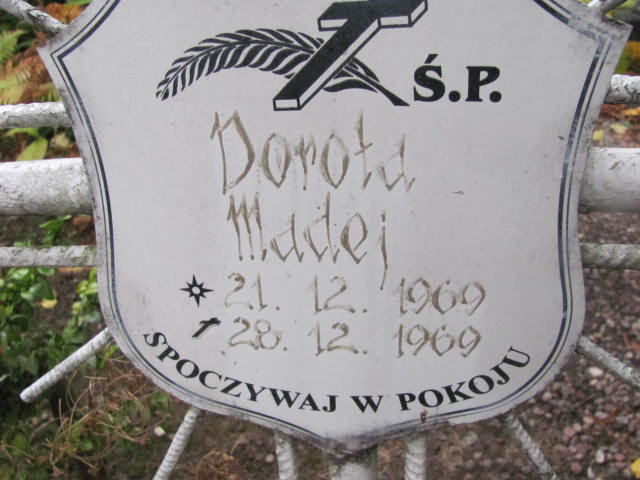 Ś.P.
Dorota
Madej
21. 12. 1969
28. 12. 1969
SPOCZYWAJ W POKOJU